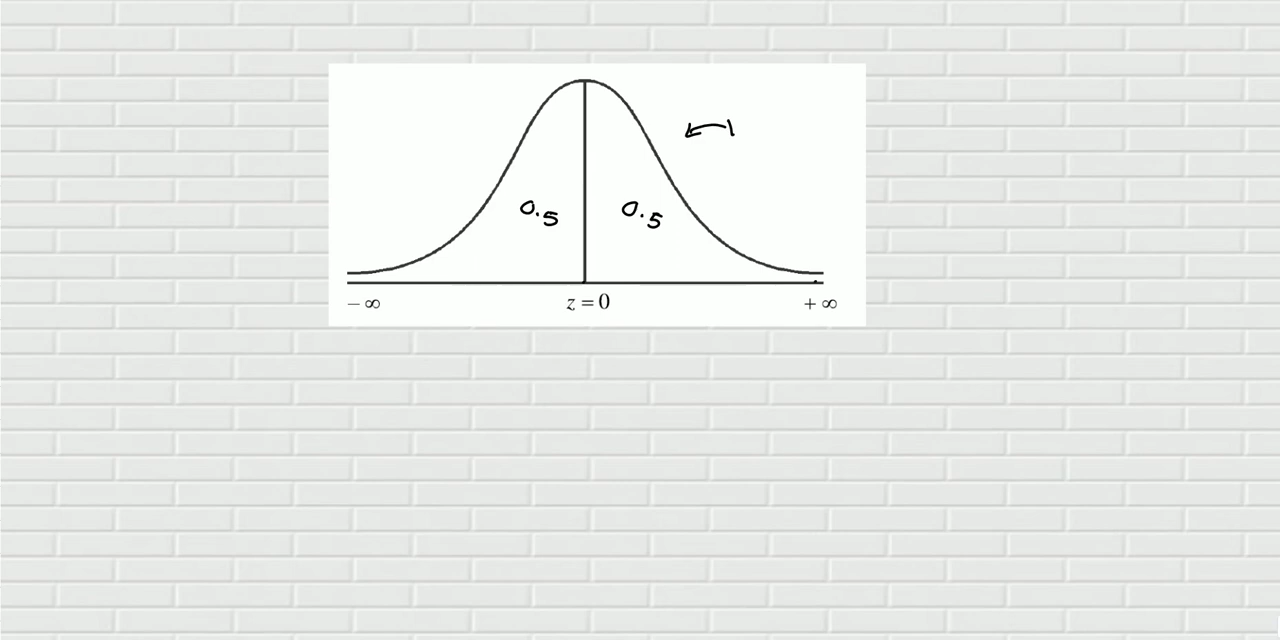 1
0.5 0.5
− ∞ z = 0 + ∞